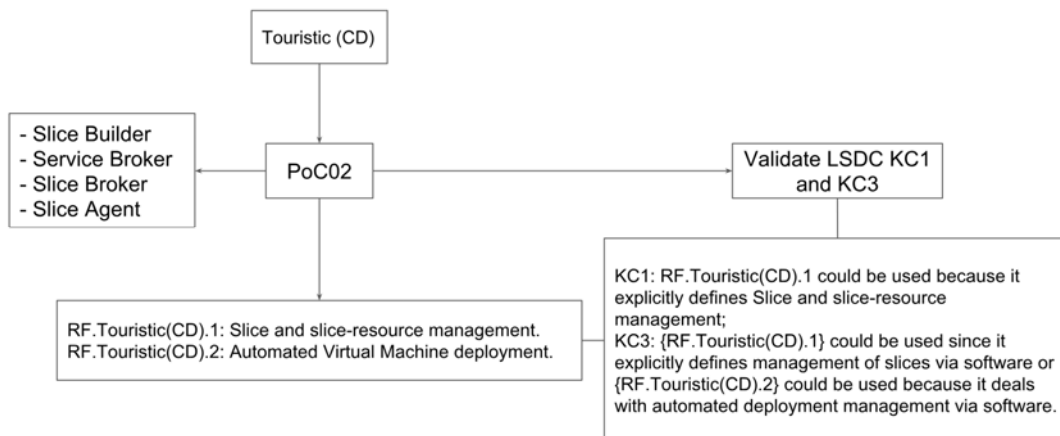 Touristic (CD)
- Slice Builder
- Service Broker
- Slice Broker
- Slice Agent
PoC02
Validate LSDC KC1
and KC3
RF.Touristic(CD).1: Slice and slice-resource management.
RF.Touristic(CD).2: Automated Virtual Machine deployment.
KC1: RF.Touristic(CD).1 could be used because it
explicitly defines Slice and slice-resource
management;
KC3: {RF.Touristic(CD).1} could be used since it
explicitly defines management of slices via software or
{RF.Touristic(CD).2} could be used because it deals
with automated deployment management via software.